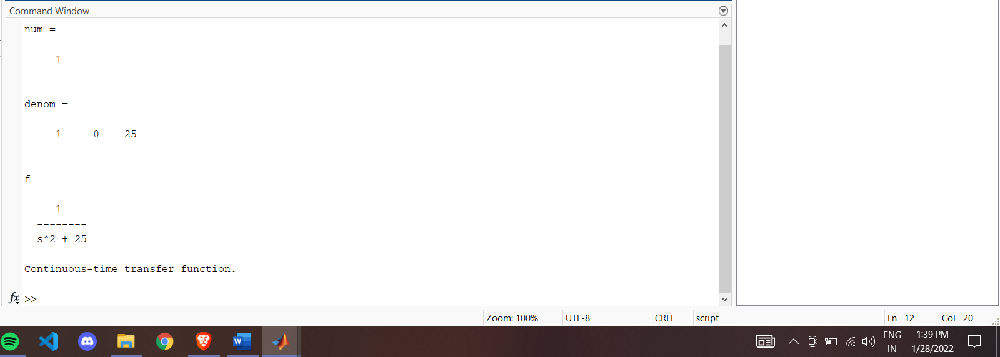 Command Window
num =
1
denom =
1 0 25
f =
1
--------
s^2 + 25
Continuous-time transfer function.
fx >>
Zoom: 100% UTF-8 CRLF script Ln 12 Col 20
ENG 1:39 PM
IN 1/28/2022